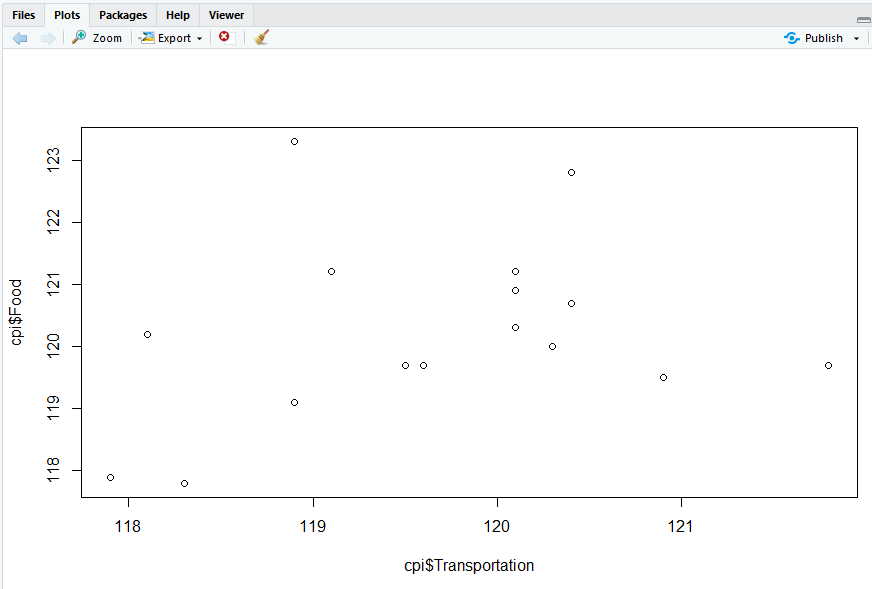 Files Plots Packages Help Viewer
Zoom Export Publish
123
122
121
120
119
118
cpi$Food
118 119 120 121
cpi$Transportation